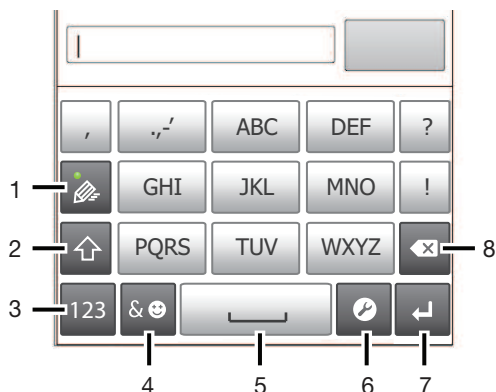 , .,-' ABC DEF ?
1 GHI JKL MNO !
2 PQRS TUV WXYZ 8
3 123 &
4 5 6 7